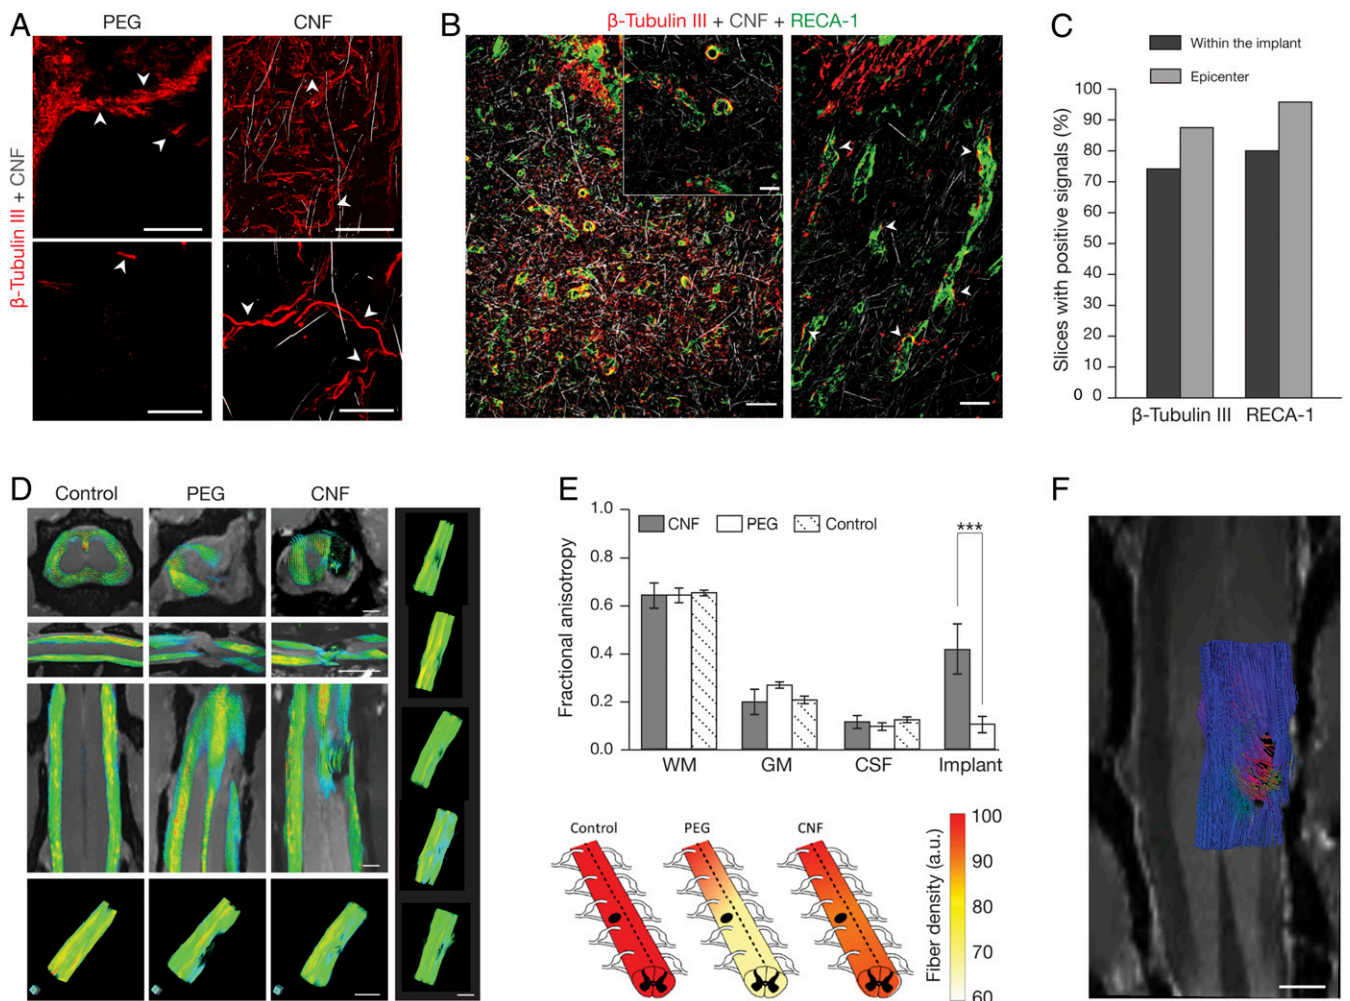 A
PEG
CNF
β-Tubulin III + CNF
B
β-Tubulin III + CNF + RECA-1
C
Within the implant
Epicenter
Slices with positive signals (%)
100
90
80
70
60
50
40
30
20
10
0 0
β-Tubulin III
RECA-1
D
Control
PEG
CNF
E
Fractional anisotropy
1.0
0.8
0.6
0.4
0.2
0.0
CNF
PEG
Control
***
WM
GM
CSF
Implant
Control
PEG
CNF
Fiber density (a.u.)
100
90
80
70
60
F